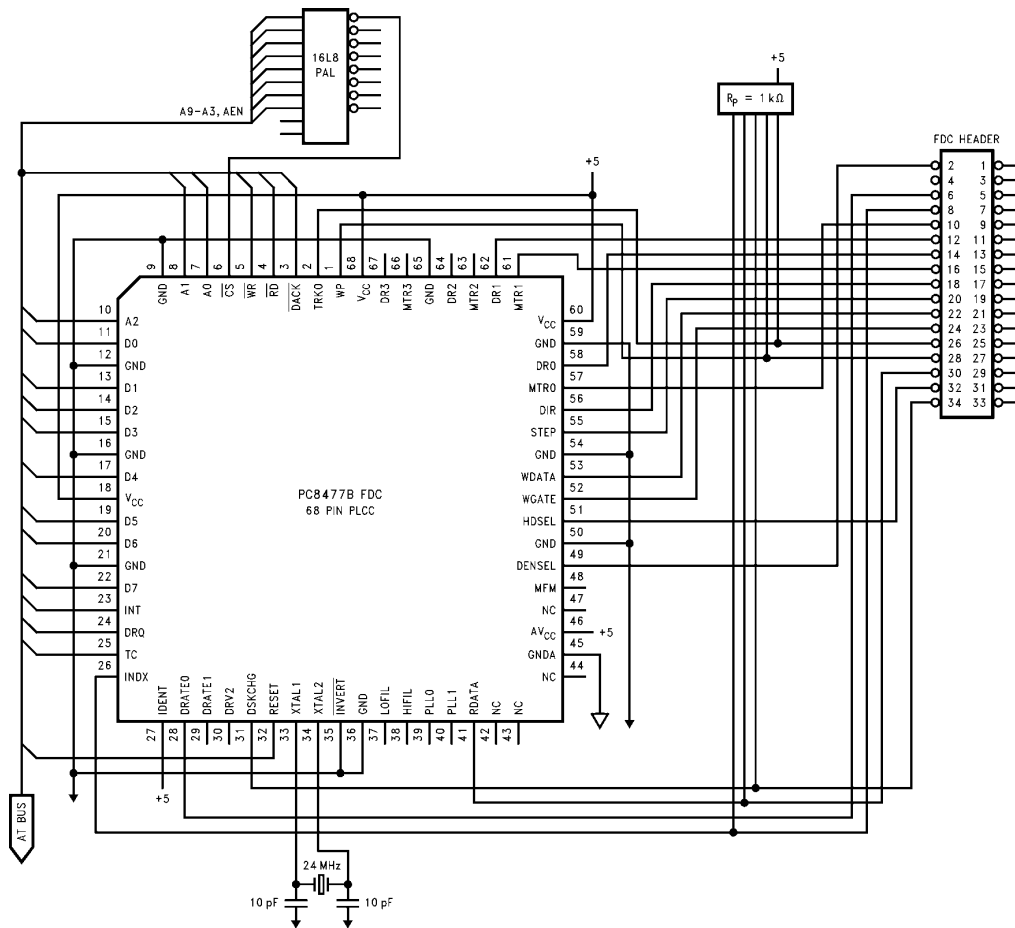 16L8
PAL
A9-A3, AEN
+5
R_P = 1 kΩ
FDC HEADER
+5
2 1
4 3
6 5
8 7
10 9
12 11
14 13
16 15
18 17
20 19
22 21
24 23
26 25
28 27
30 29
32 31
34 33
9 8 7 6 5 4 3 2 1 68 67 66 65 64 63 62 61
GND A1 A0 C̅S̅ W̅R̅ R̅D̅ D̅A̅C̅K̅ TRK0 WP V_CC DR3 MTR3 GND DR2 MTR2 DR1 MTR1
10 A2
11 D0
12 GND
13 D1
14 D2
15 D3
16 GND
17 D4
18 V_CC
19 D5
20 D6
21 GND
22 D7
23 INT
24 DRQ
25 TC
26 INDX
PC8477B FDC
68 PIN PLCC
V_CC 60
GND 59
DR0 58
MTR0 57
DIR 56
STEP 55
GND 54
WDATA 53
WGATE 52
HDSEL 51
GND 50
DENSEL 49
MFM 48
NC 47
AV_CC 46
+5
GNDA 45
NC 44
IDENT DRATE0 DRATE1 DRV2 DSKCHG RESET XTAL1 XTAL2 I̅N̅V̅E̅R̅T̅ GND LOFIL HIFIL PLL0 PLL1 RDATA NC NC
27 28 29 30 31 32 33 34 35 36 37 38 39 40 41 42 43
+5
AT BUS
24 MHz
10 pF
10 pF